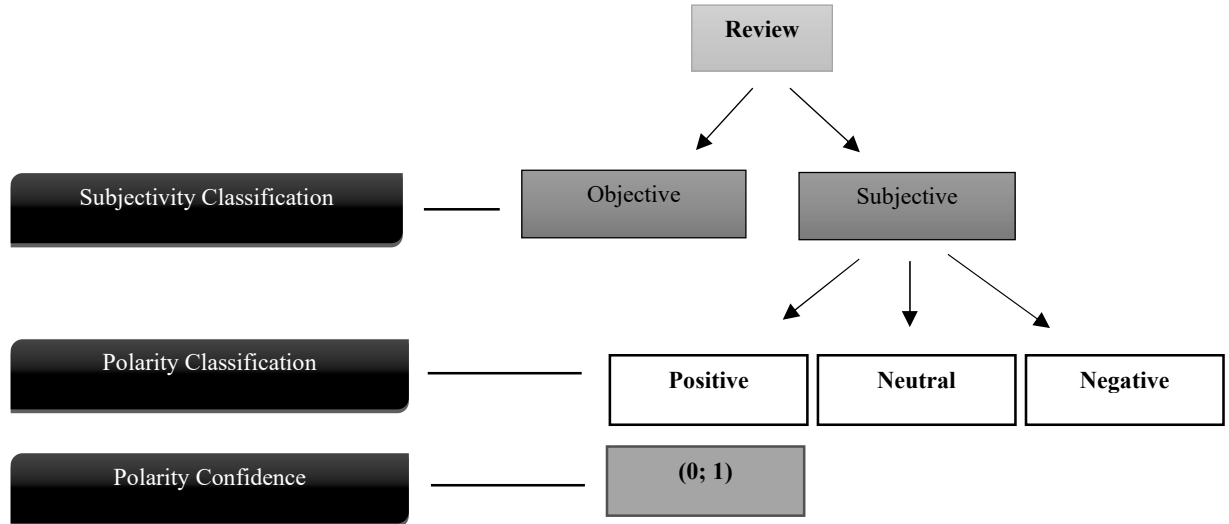 Review
Subjectivity Classification
Objective
Subjective
Polarity Classification
Positive
Neutral
Negative
Polarity Confidence
(0; 1)